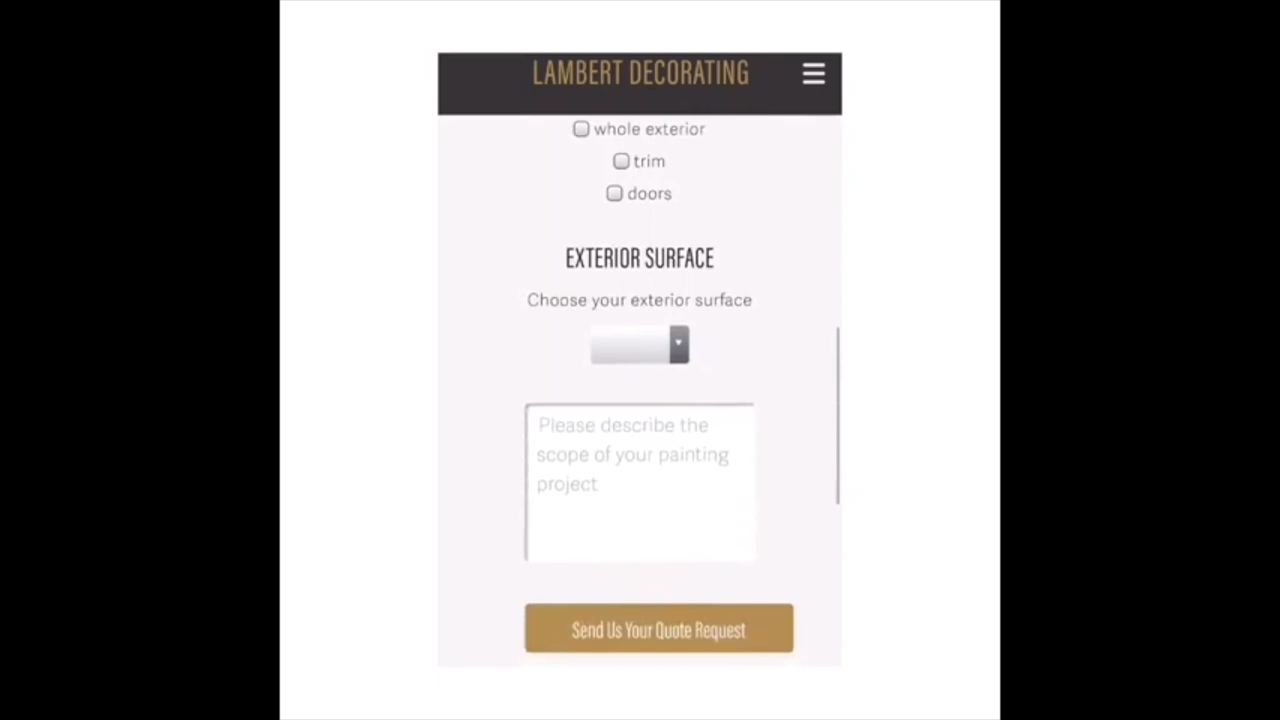 LAMBERT DECORATING
whole exterior
trim
doors
EXTERIOR SURFACE
Choose your exterior surface
Please describe the
scope of your painting
project
Send Us Your Quote Request